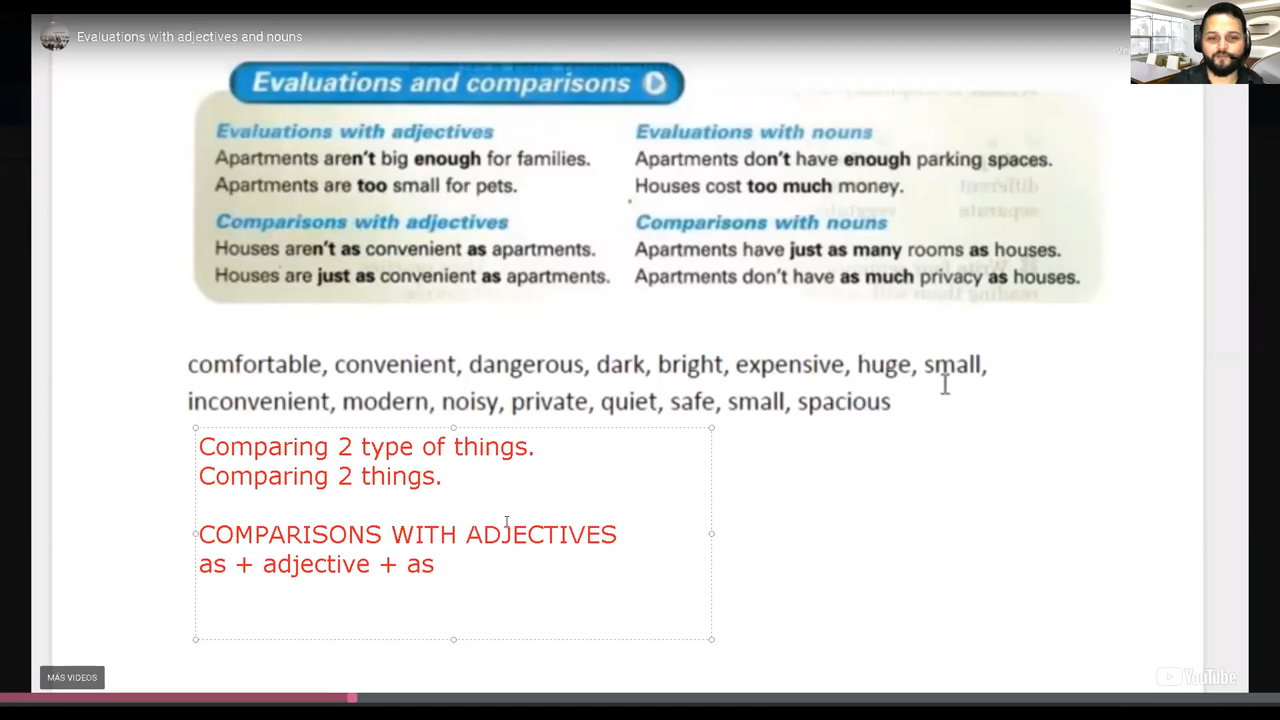 Evaluations with adjectives and nouns
Evaluations and comparisons
Evaluations with adjectives
Apartments aren't big enough for families.
Apartments are too small for pets.
Comparisons with adjectives
Houses aren't as convenient as apartments.
Houses are just as convenient as apartments.
Evaluations with nouns
Apartments don't have enough parking spaces.
Houses cost too much money.
Comparisons with nouns
Apartments have just as many rooms as houses.
Apartments don't have as much privacy as houses.
comfortable, convenient, dangerous, dark, bright, expensive, huge, small,
inconvenient, modern, noisy, private, quiet, safe, small, spacious
Comparing 2 type of things.
Comparing 2 things.
COMPARISONS WITH ADJECTIVES
as + adjective + as
MÁS VIDEOS
YouTube